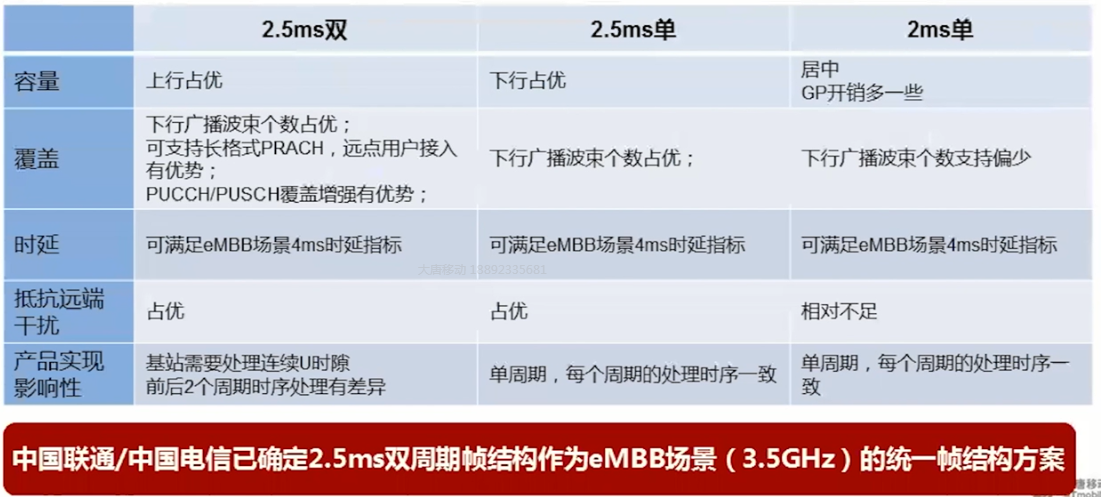 2.5ms双 2.5ms单 2ms单
容量 上行占优 下行占优 居中
GP开销多一些
覆盖 下行广播波束个数占优；
可支持长格式PRACH，远点用户接入
有优势；
PUCCH/PUSCH覆盖增强有优势；
下行广播波束个数占优；
下行广播波束个数支持偏少
时延 可满足eMBB场景4ms时延指标 可满足eMBB场景4ms时延指标 可满足eMBB场景4ms时延指标
大唐移动 18892335681
抵抗远端
干扰
占优 占优 相对不足
产品实现
影响性
基站需要处理连续U时隙
前后2个周期时序处理有差异
单周期，每个周期的处理时序一致
单周期，每个周期的处理时序一
致
中国联通/中国电信已确定2.5ms双周期帧结构作为eMBB场景（3.5GHz）的统一帧结构方案
唐移动